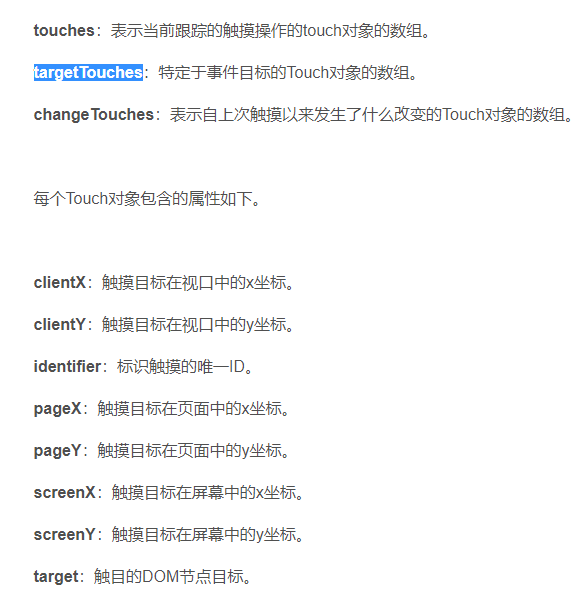 touches：表示当前跟踪的触摸操作的touch对象的数组。
targetTouches：特定于事件目标的Touch对象的数组。
changeTouches：表示自上次触摸以来发生了什么改变的Touch对象的数组。
每个Touch对象包含的属性如下。
clientX：触摸目标在视口中的x坐标。
clientY：触摸目标在视口中的y坐标。
identifier：标识触摸的唯一ID。
pageX：触摸目标在页面中的x坐标。
pageY：触摸目标在页面中的y坐标。
screenX：触摸目标在屏幕中的x坐标。
screenY：触摸目标在屏幕中的y坐标。
target：触目的DOM节点目标。